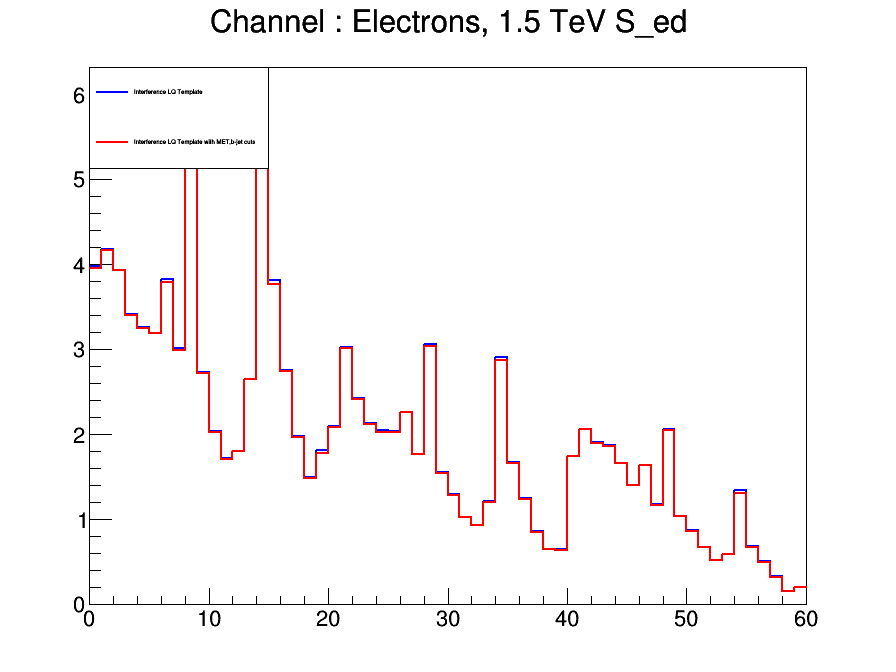 Channel : Electrons, 1.5 TeV S_ed
Interference LQ Template
Interference LQ Template with MET,b-jet cuts
6
5
4
3
2
1
0
0 10 20 30 40 50 60